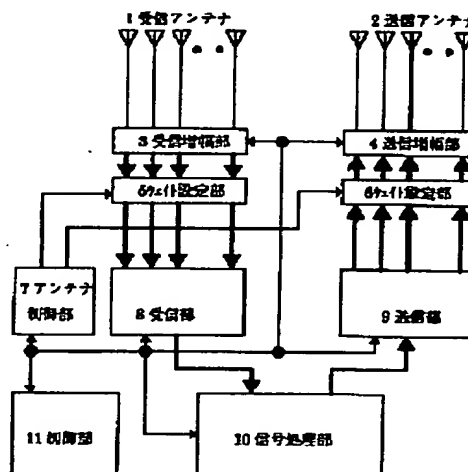 1 受信アンテナ
2 送信アンテナ
3 受信増幅部
4 送信増幅部
5ウェイト設定部
6ウェイト設定部
7 アンテナ
制御部
8 受信部
9 送信部
11 制御部
10 信号処理部